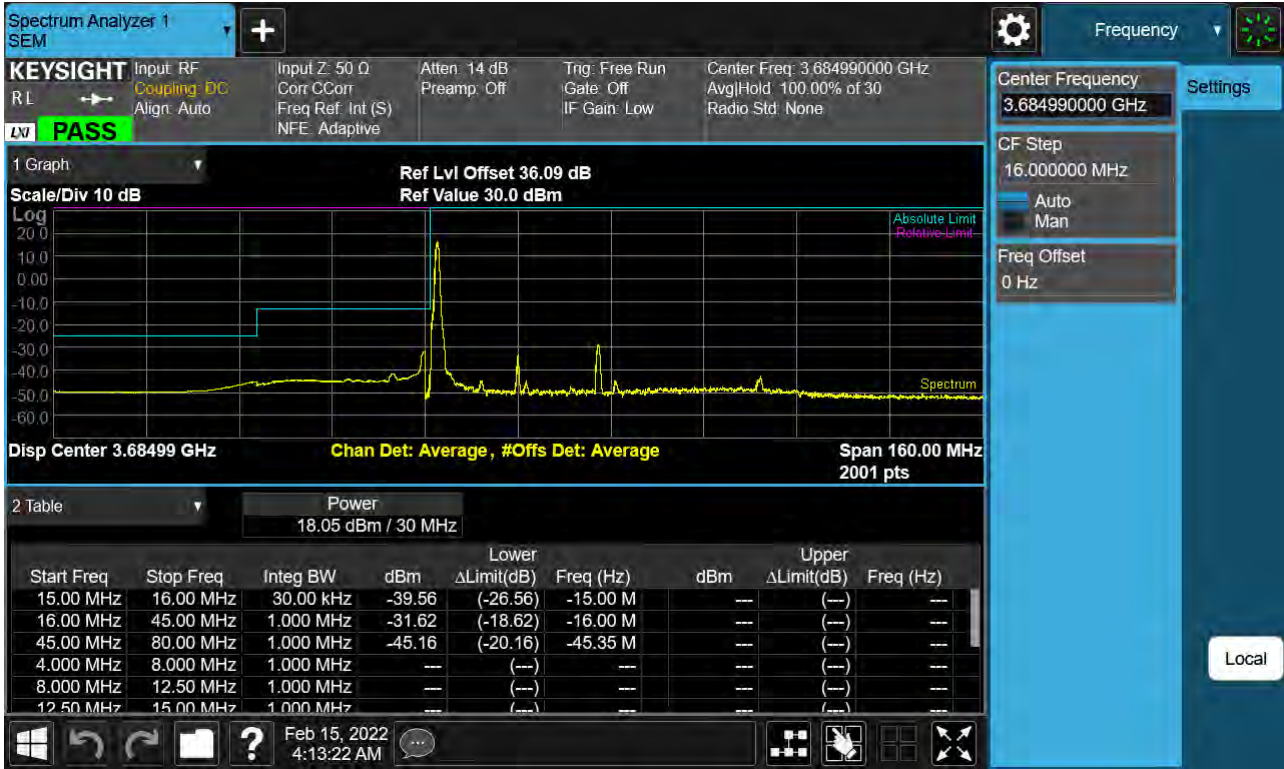 Spectrum Analyzer 1
SEM
Frequency
KEYSIGHT
R L
LXI
PASS
Input: RF
Coupling: DC
Align: Auto
Input Z: 50 Ω
Corr CCorr
Freq Ref: Int (S)
NFE: Adaptive
Atten: 14 dB
Preamp: Off
Trig: Free Run
Gate: Off
IF Gain: Low
Center Freq: 3.684990000 GHz
Avg|Hold: 100.00% of 30
Radio Std: None
Center Frequency
3.684990000 GHz
Settings
CF Step
16.000000 MHz
Auto
Man
Freq Offset
0 Hz
1 Graph
Ref Lvl Offset 36.09 dB
Scale/Div 10 dB
Ref Value 30.0 dBm
Log
Absolute Limit
Relative Limit
20.0
10.0
0.00
-10.0
-20.0
-30.0
-40.0
-50.0
-60.0
Spectrum
Disp Center 3.68499 GHz
Chan Det: Average, #Offs Det: Average
Span 160.00 MHz
2001 pts
2 Table
Power
18.05 dBm / 30 MHz
Lower Upper
Start Freq Stop Freq Integ BW dBm ΔLimit(dB) Freq (Hz) dBm ΔLimit(dB) Freq (Hz)
15.00 MHz 16.00 MHz 30.00 kHz -39.56 (-26.56) -15.00 M --- (---) ---
16.00 MHz 45.00 MHz 1.000 MHz -31.62 (-18.62) -16.00 M --- (---) ---
45.00 MHz 80.00 MHz 1.000 MHz -45.16 (-20.16) -45.35 M --- (---) ---
4.000 MHz 8.000 MHz 1.000 MHz --- (---) --- --- (---) ---
8.000 MHz 12.50 MHz 1.000 MHz --- (---) --- --- (---) ---
12.50 MHz 15.00 MHz 1.000 MHz --- (---) --- --- (---) ---
Local
?
Feb 15, 2022
4:13:22 AM